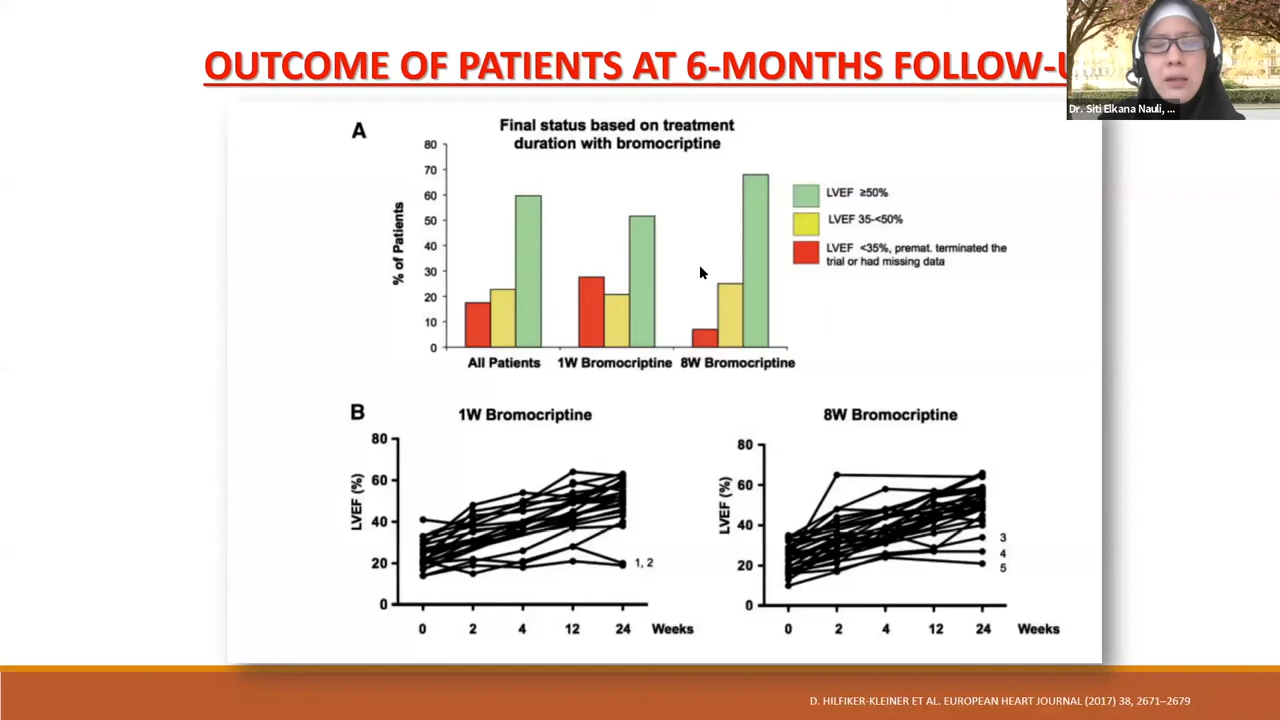 OUTCOME OF PATIENTS AT 6-MONTHS FOLLOW-
Dr. Siti Elkana Nauli, ...
A
Final status based on treatment
duration with bromocriptine
% of Patients
80
70
60
50
40
30
20
10
0
All Patients
1W Bromocriptine
8W Bromocriptine
LVEF ≥50%
LVEF 35-<50%
LVEF <35%, premat. terminated the
trial or had missing data
B
1W Bromocriptine
LVEF (%)
80
60
40
20
0
1, 2
0 2 4 12 24 Weeks
8W Bromocriptine
LVEF (%)
80
60
40
20
0
3
4
5
0 2 4 12 24 Weeks
D. HILFIKER-KLEINER ET AL. EUROPEAN HEART JOURNAL (2017) 38, 2671–2679